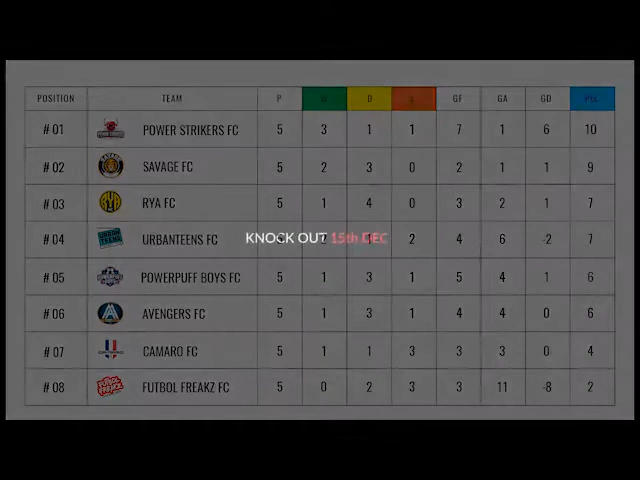 POSITION TEAM P D GF GA GD
# 01 POWER STRIKERS FC 5 3 1 1 7 1 6 10
# 02 SAVAGE FC 5 2 3 0 2 1 1 9
# 03 RYA FC 5 1 4 0 3 2 1 7
# 04 URBANTEENS FC 2 4 6 -2 7
KNOCK OUT 15th DEC
# 05 POWERPUFF BOYS FC 5 1 3 1 5 4 1 6
# 06 AVENGERS FC 5 1 3 1 4 4 0 6
# 07 CAMARO FC 5 1 1 3 3 3 0 4
# 08 FUTBOL FREAKZ FC 5 0 2 3 3 11 -8 2